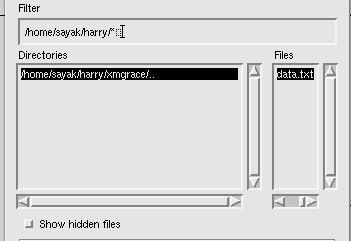 Filter
/home/sayak/harry/*
Directories
Files
/home/sayak/harry/xmgrace/..
data.txt
Show hidden files